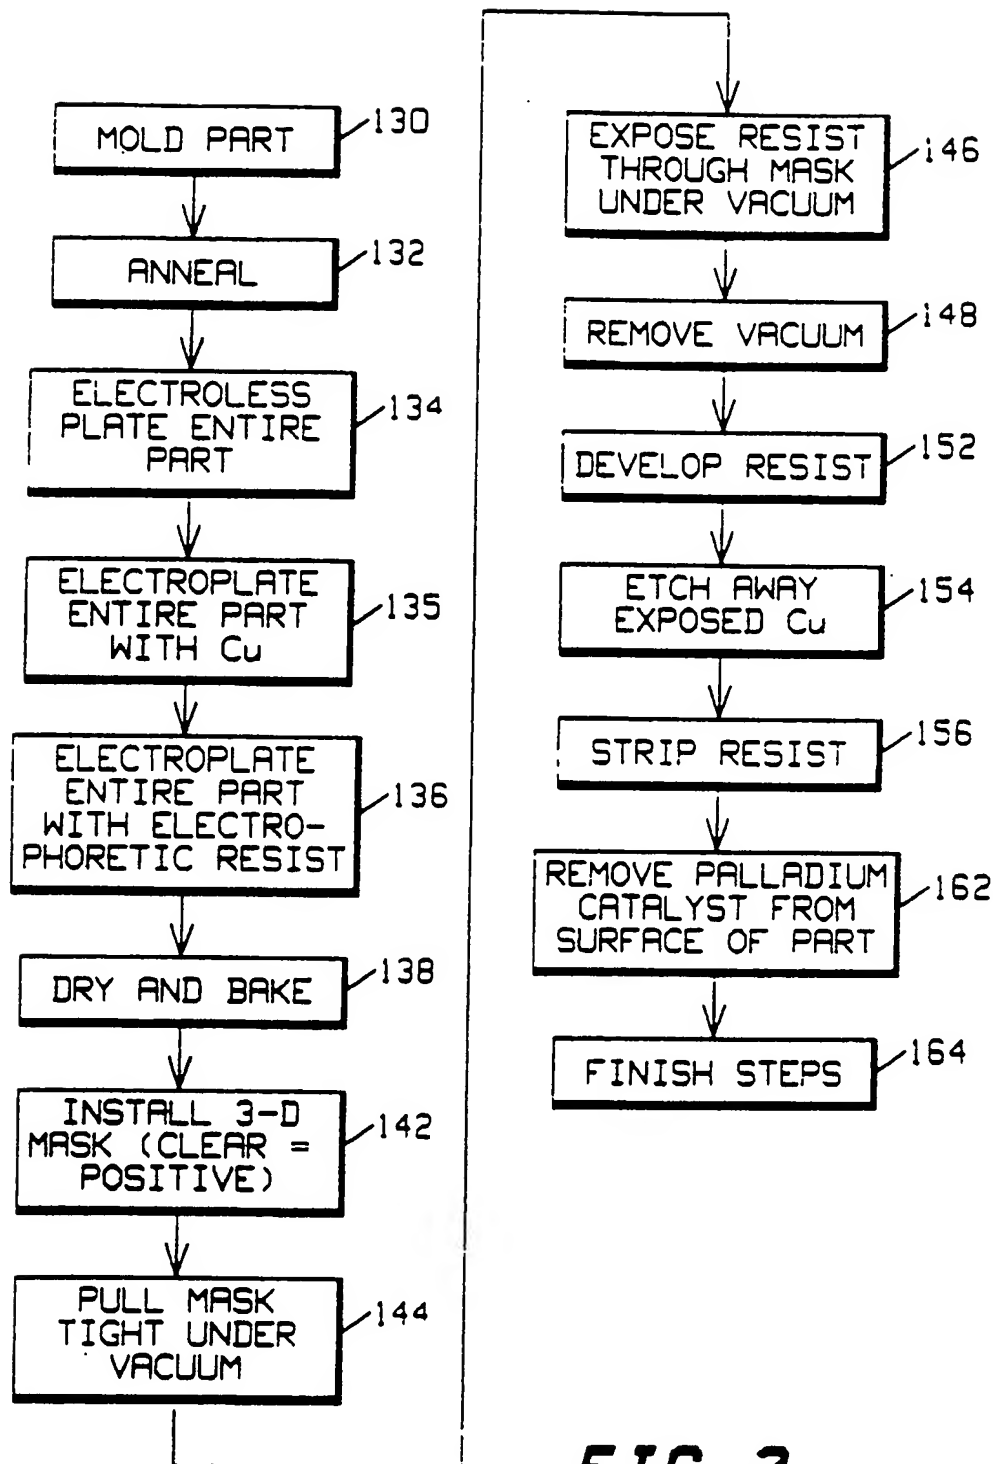 MOLD PART
130
ANNEAL
132
ELECTROLESS
PLATE ENTIRE
PART
134
ELECTROPLATE
ENTIRE PART
WITH Cu
135
ELECTROPLATE
ENTIRE PART
WITH ELECTRO-
PHORETIC RESIST
136
DRY AND BAKE
138
INSTALL 3-D
MASK (CLEAR =
POSITIVE)
142
PULL MASK
TIGHT UNDER
VACUUM
144
EXPOSE RESIST
THROUGH MASK
UNDER VACUUM
146
REMOVE VACUUM
148
DEVELOP RESIST
152
ETCH AWAY
EXPOSED Cu
154
STRIP RESIST
156
REMOVE PALLADIUM
CATALYST FROM
SURFACE OF PART
162
FINISH STEPS
164